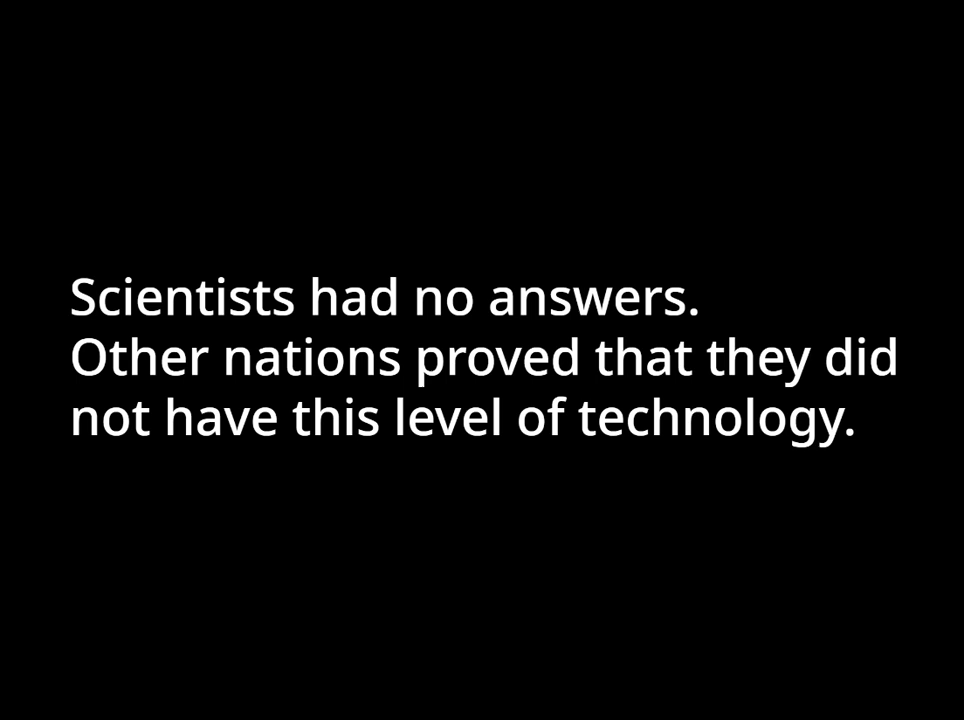 Scientists had no answers.
Other nations proved that they did
not have this level of technology.